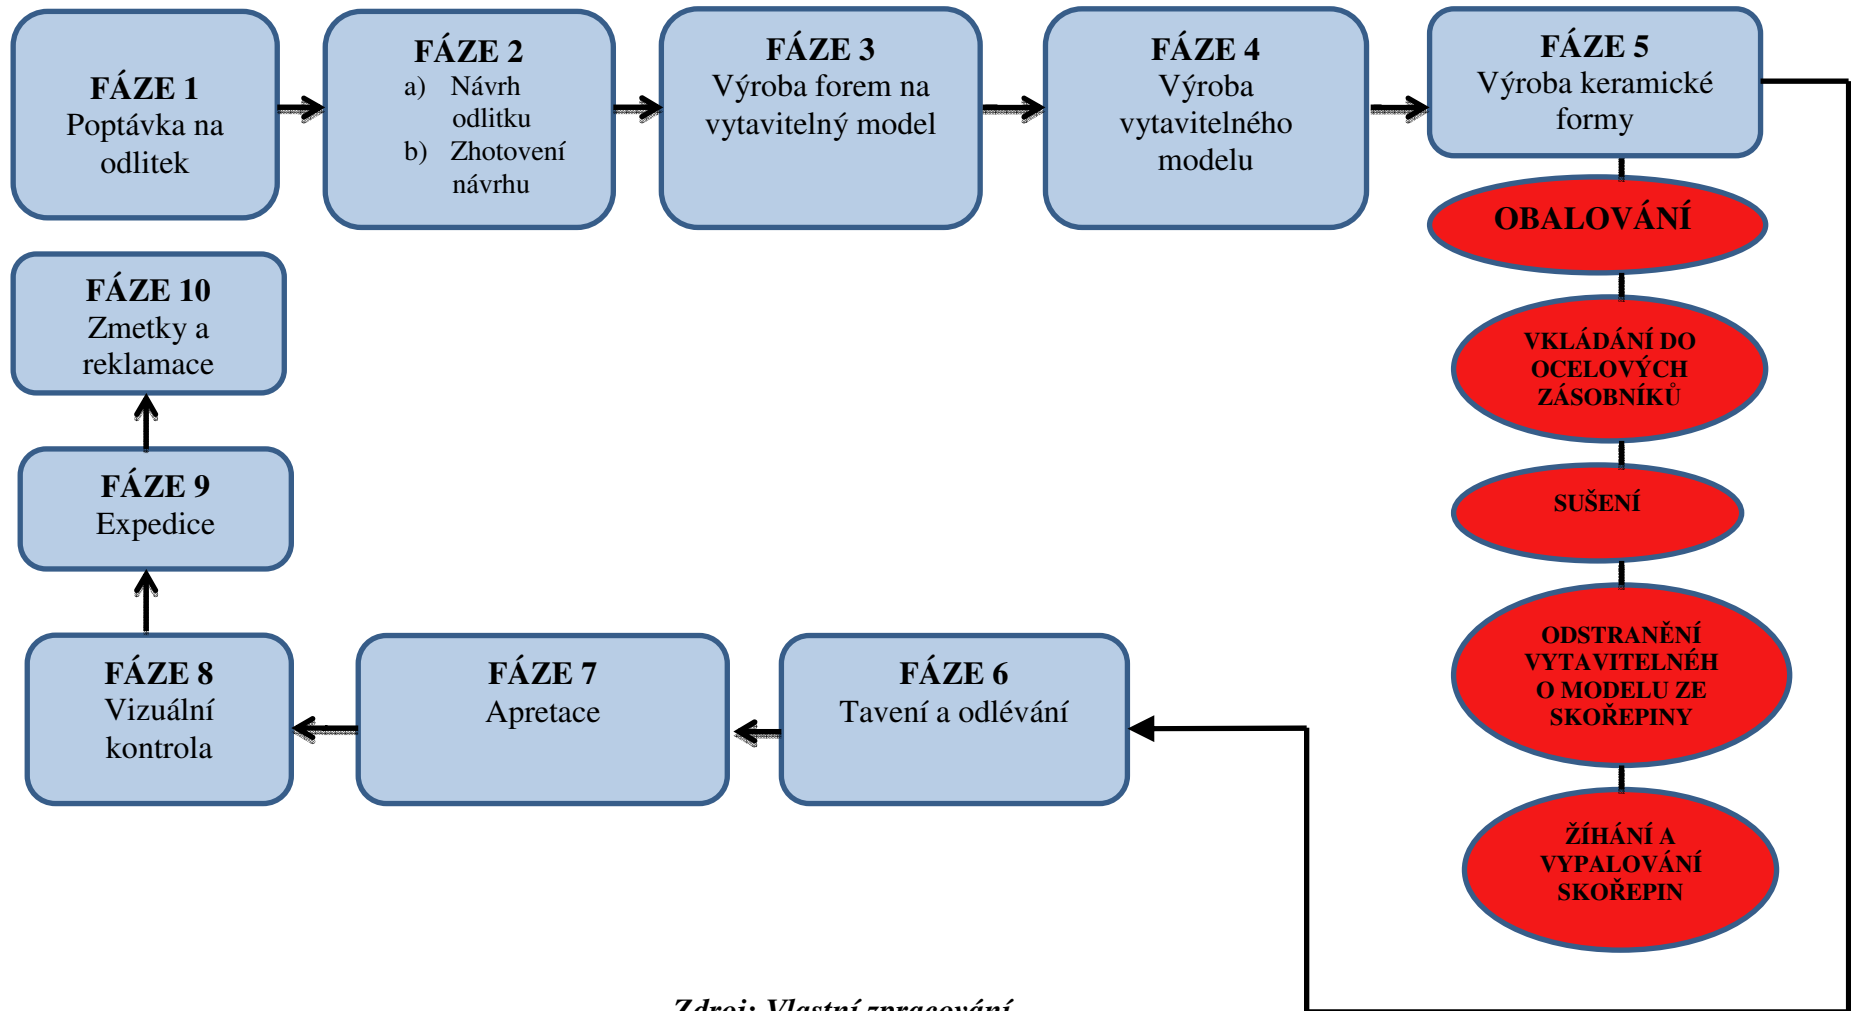 FÁZE 1
Poptávka na
odlitek
FÁZE 2
a) Návrh
odlitku
b) Zhotovení
návrhu
FÁZE 3
Výroba forem na
vytavitelný model
FÁZE 4
Výroba
vytavitelného
modelu
FÁZE 5
Výroba keramické
formy
OBALOVÁNÍ
VKLÁDÁNÍ DO
OCELOVÝCH
ZÁSOBNÍKŮ
SUŠENÍ
ODSTRANĚNÍ
VYTAVITELNÉH
O MODELU ZE
SKOŘEPINY
ŽÍHÁNÍ A
VYPALOVÁNÍ
SKOŘEPIN
FÁZE 6
Tavení a odlévání
FÁZE 7
Apretace
FÁZE 8
Vizuální
kontrola
FÁZE 9
Expedice
FÁZE 10
Zmetky a
reklamace
Zdroj: Vlastní zpracování